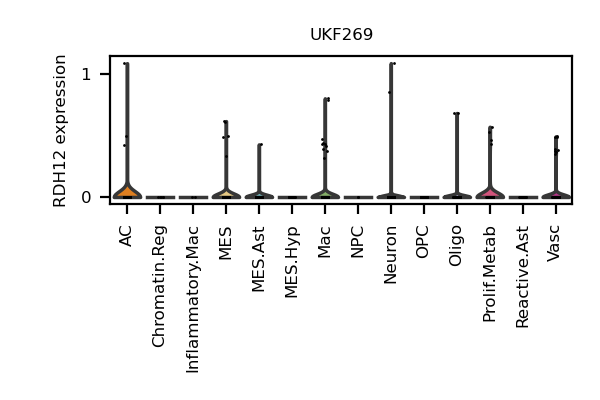 UKF269
RDH12 expression
1
0
AC
Chromatin.Reg
Inflammatory.Mac
MES
MES.Ast
MES.Hyp
Mac
NPC
Neuron
OPC
Oligo
Prolif.Metab
Reactive.Ast
Vasc